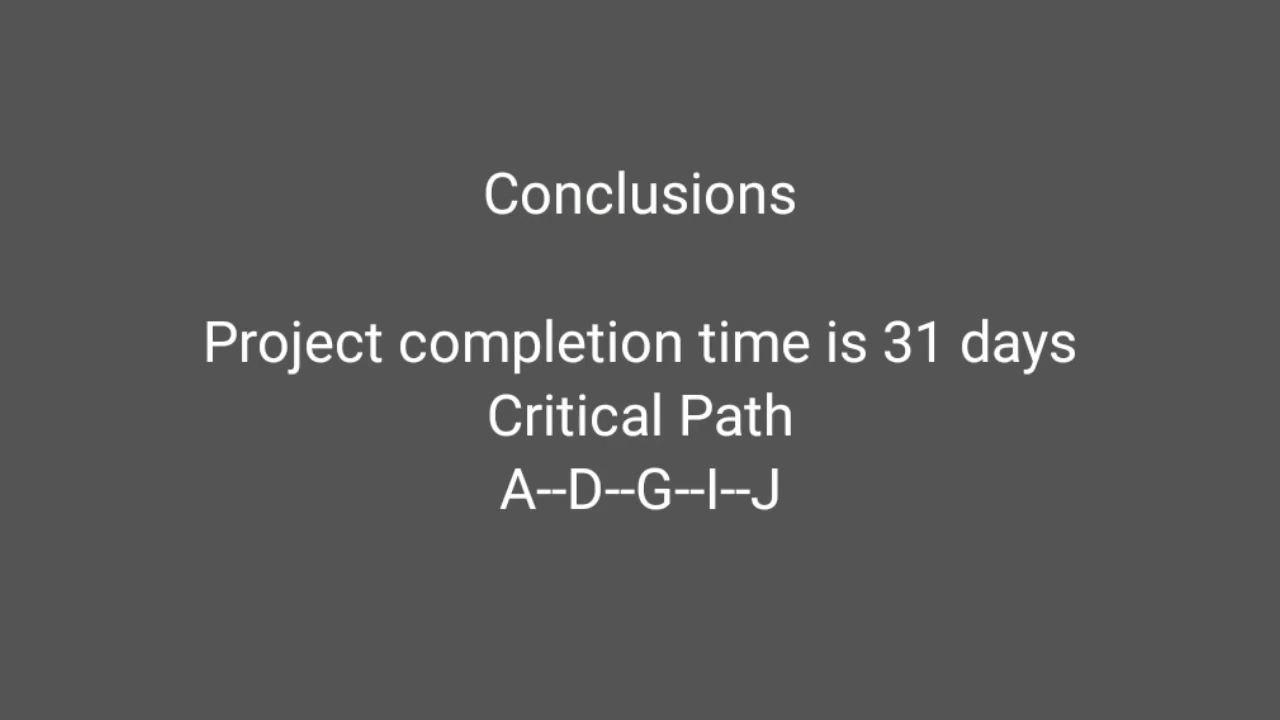 Conclusions
Project completion time is 31 days
Critical Path
A--D--G--I--J